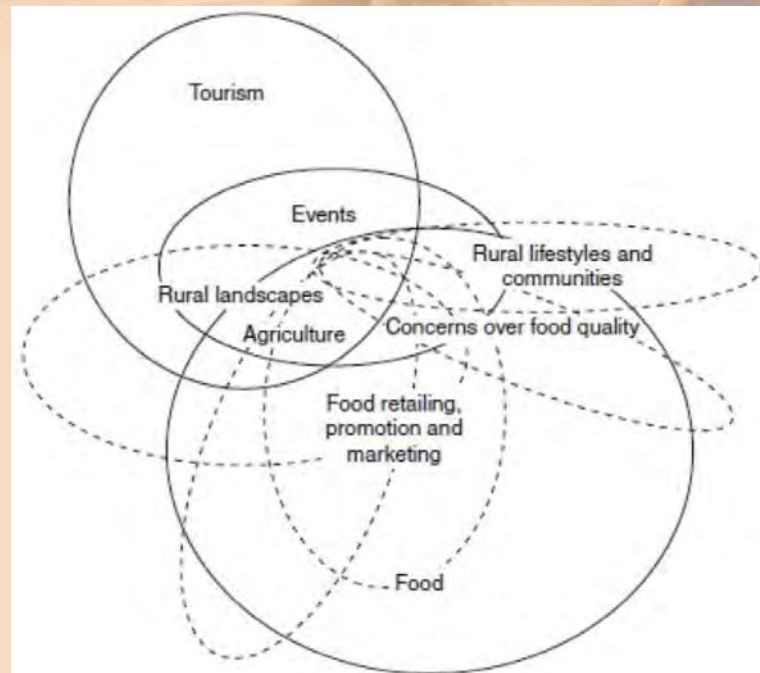 Tourism
Events
Rural lifestyles and
communities
Rural landscapes
Agriculture
Concerns over food quality
Food retailing,
promotion and
marketing
Food